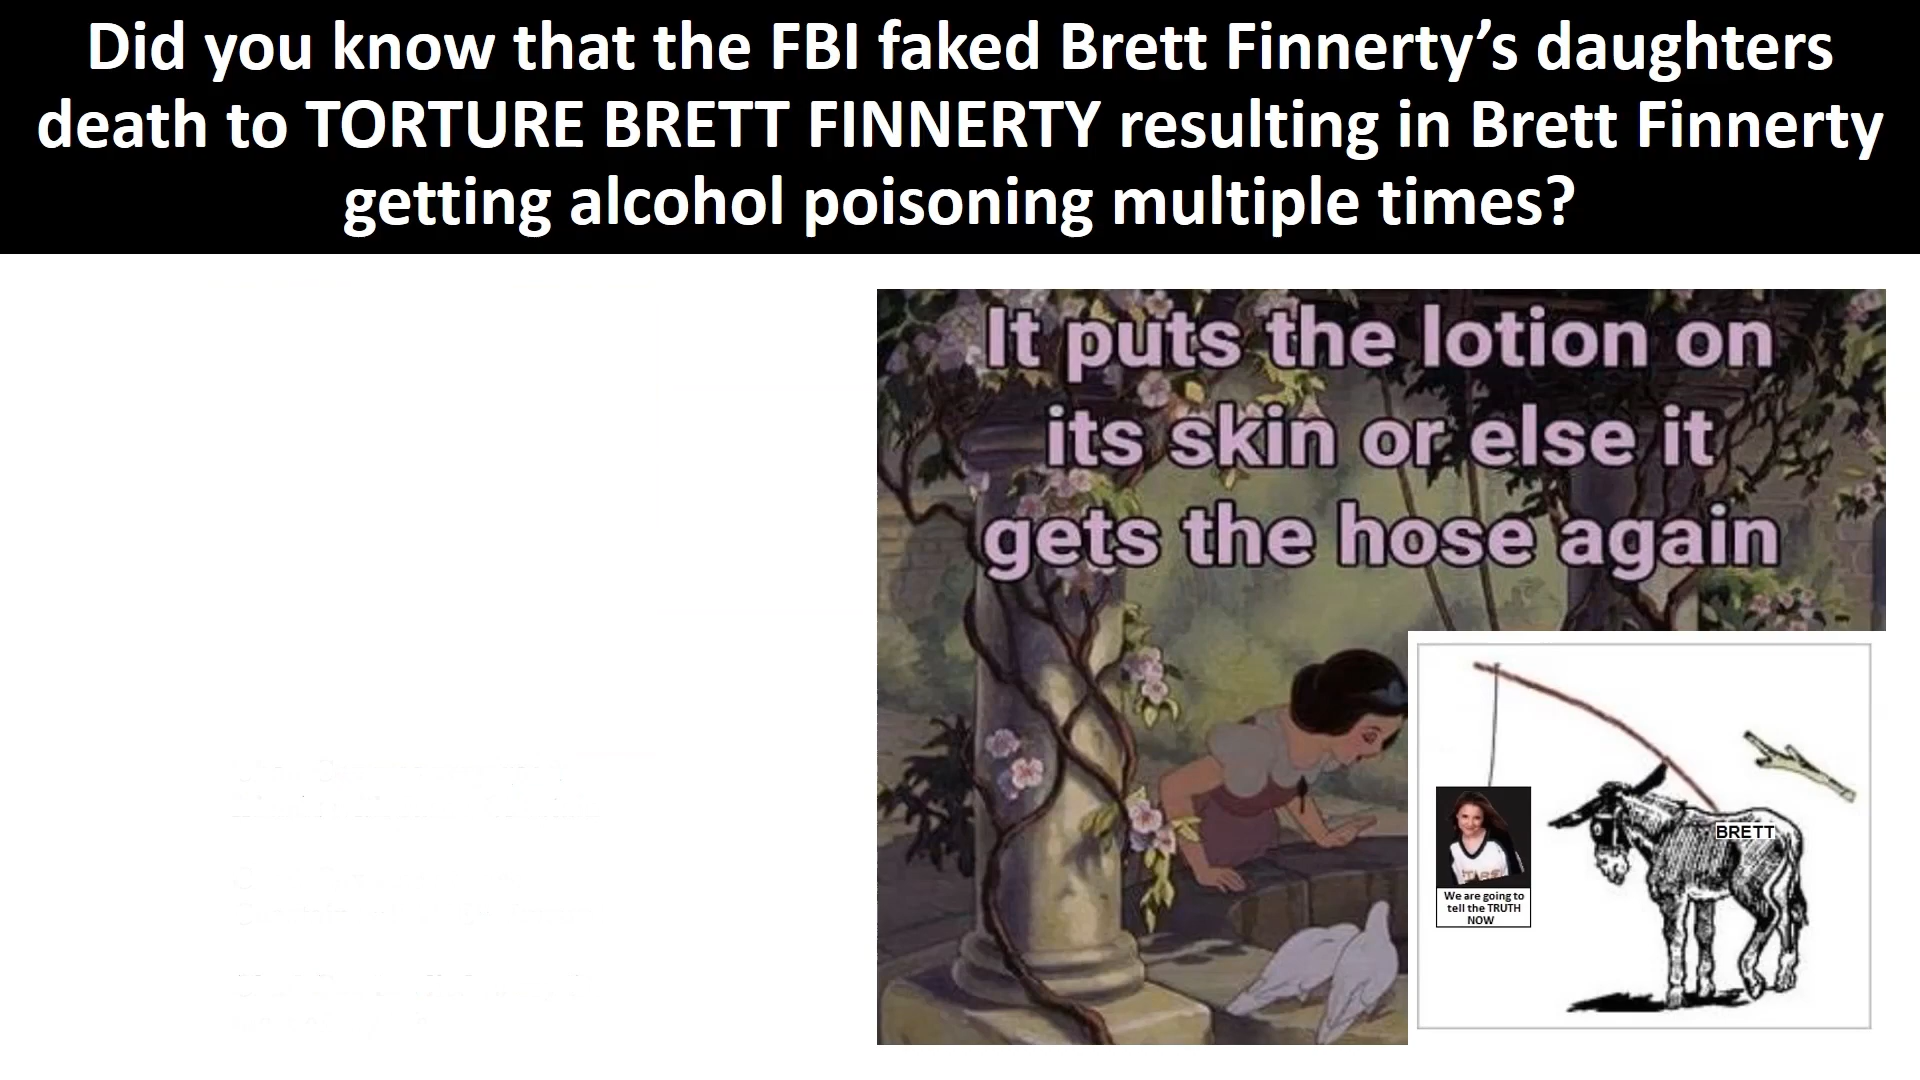 Did you know that the FBI faked Brett Finnerty’s daughters
death to TORTURE BRETT FINNERTY resulting in Brett Finnerty
getting alcohol poisoning multiple times?
It puts the lotion on
its skin or else it
gets the hose again
BRETT
We are going to
tell the TRUTH
NOW